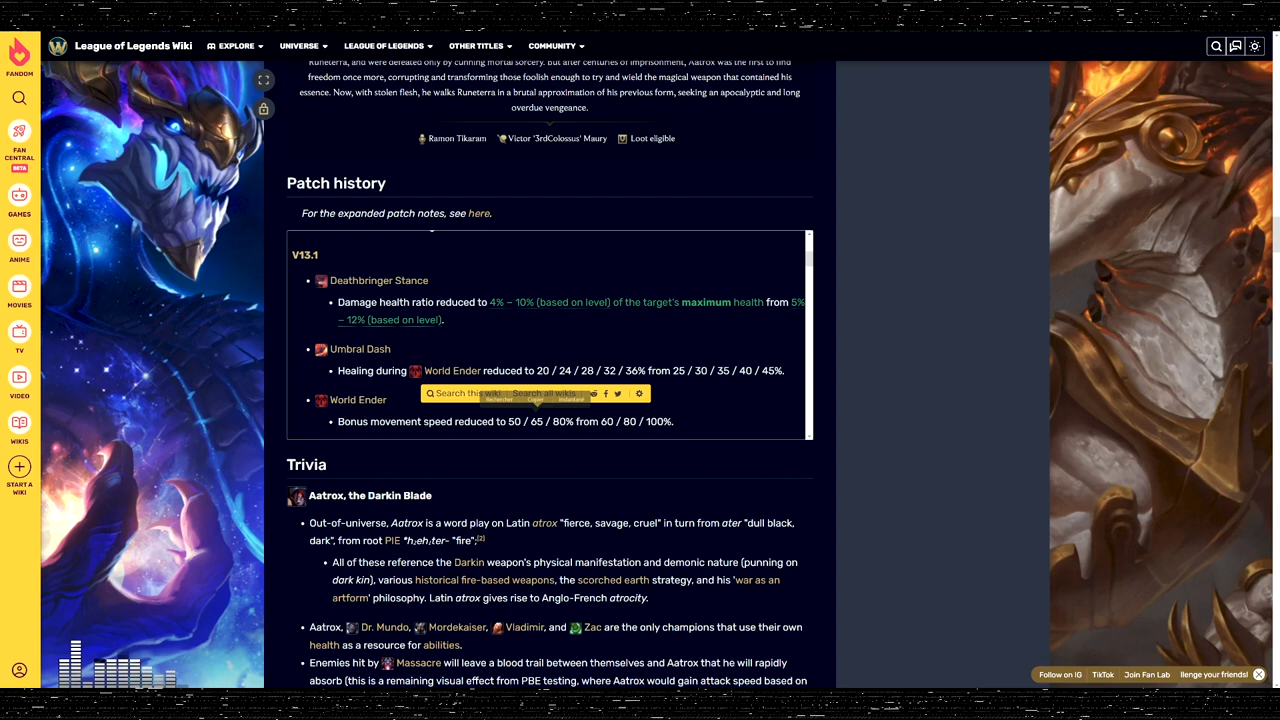 League of Legends Wiki
EXPLORE
UNIVERSE
LEAGUE OF LEGENDS
OTHER TITLES
COMMUNITY
FANDOM
FAN
CENTRAL
BETA
GAMES
ANIME
MOVIES
TV
VIDEO
WIKIS
START A
WIKI
Runeterra, and were defeated only by cunning mortal sorcery. But after centuries of imprisonment, Aatrox was the first to find
freedom once more, corrupting and transforming those foolish enough to try and wield the magical weapon that contained his
essence. Now, with stolen flesh, he walks Runeterra in a brutal approximation of his previous form, seeking an apocalyptic and long
overdue vengeance.
Ramon Tikaram Victor '3rdColossus' Maury Loot eligible
Patch history
For the expanded patch notes, see here.
V13.1
Deathbringer Stance
Damage health ratio reduced to 4% – 10% (based on level) of the target's maximum health from 5%
– 12% (based on level).
Umbral Dash
Healing during World Ender reduced to 20 / 24 / 28 / 32 / 36% from 25 / 30 / 35 / 40 / 45%.
Search this wiki Search all wikis
Rechercher Copier Instantané
World Ender
Bonus movement speed reduced to 50 / 65 / 80% from 60 / 80 / 100%.
Trivia
Aatrox, the Darkin Blade
Out-of-universe, Aatrox is a word play on Latin atrox "fierce, savage, cruel" in turn from ater "dull black,
dark", from root PIE *h₂eh₁ter- "fire".[2]
All of these reference the Darkin weapon's physical manifestation and demonic nature (punning on
dark kin), various historical fire-based weapons, the scorched earth strategy, and his 'war as an
artform' philosophy. Latin atrox gives rise to Anglo-French atrocity.
Aatrox, Dr. Mundo, Mordekaiser, Vladimir, and Zac are the only champions that use their own
health as a resource for abilities.
Enemies hit by Massacre will leave a blood trail between themselves and Aatrox that he will rapidly
absorb (this is a remaining visual effect from PBE testing, where Aatrox would gain attack speed based on
Follow on IG TikTok Join Fan Lab llenge your friends!